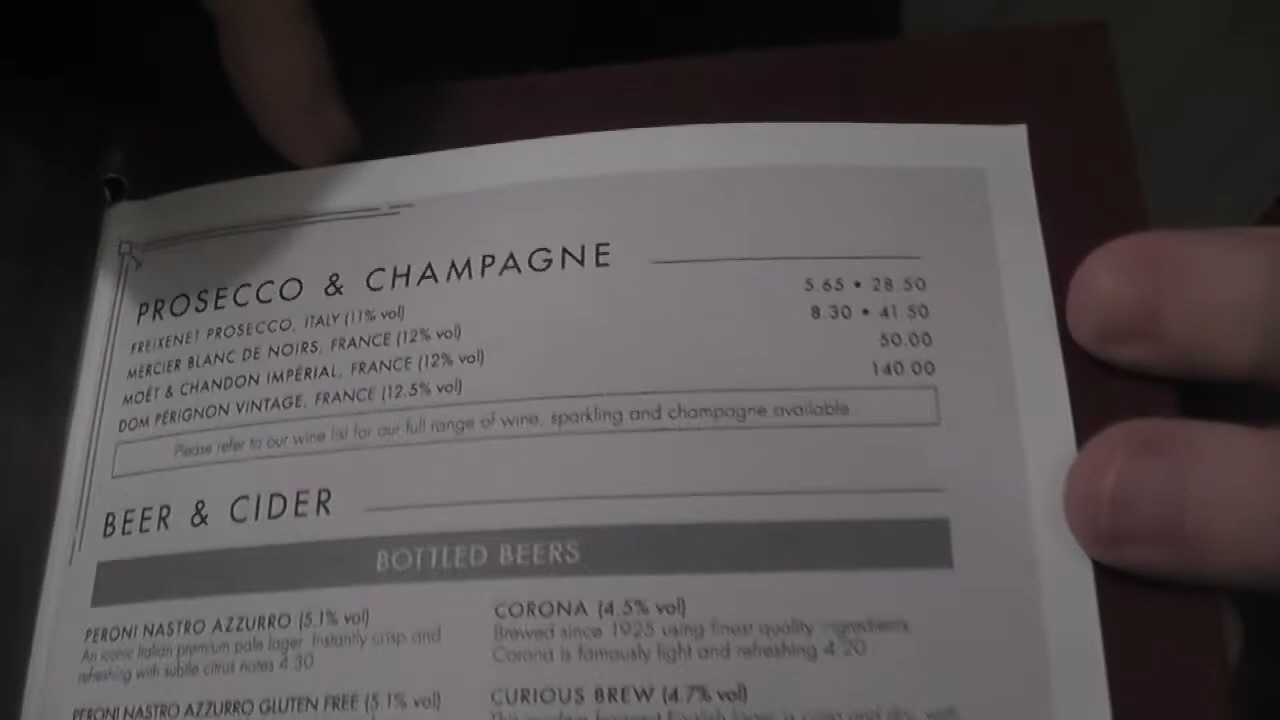 PROSECCO & CHAMPAGNE
FREIXENET PROSECCO, ITALY (11% vol) 5.65 • 28.50
MERCIER BLANC DE NOIRS, FRANCE (12% vol) 8.30 • 41.50
MOËT & CHANDON IMPÉRIAL, FRANCE (12% vol) 50.00
DOM PÉRIGNON VINTAGE, FRANCE (12.5% vol) 140.00
Please refer to our wine list for our full range of wine, sparkling and champagne available
BEER & CIDER
BOTTLED BEERS
PERONI NASTRO AZZURRO (5.1% vol)
An iconic Italian premium pale lager. Instantly crisp and
refreshing with subtle citrus notes 4.30
PERONI NASTRO AZZURRO GLUTEN FREE (5.1% vol)
CORONA (4.5% vol)
Brewed since 1925 using finest quality ingredients
Corona is famously light and refreshing 4.20
CURIOUS BREW (4.7% vol)